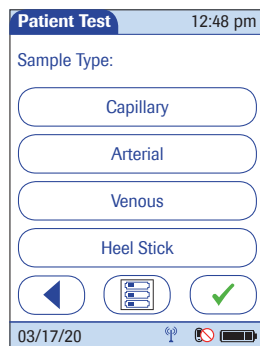 Patient Test 12:48 pm
Sample Type:
Capillary
Arterial
Venous
Heel Stick
03/17/20